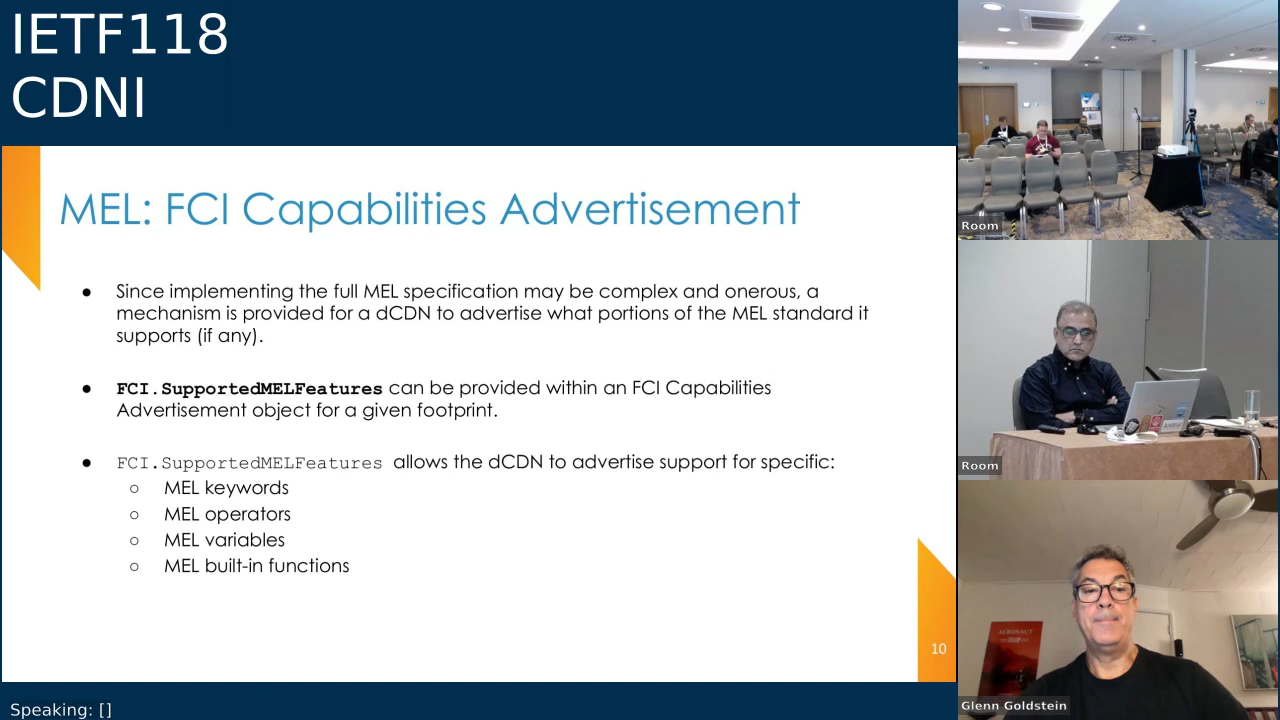 IETF118
CDNI
MEL: FCI Capabilities Advertisement
● Since implementing the full MEL specification may be complex and onerous, a
mechanism is provided for a dCDN to advertise what portions of the MEL standard it
supports (if any).
● FCI.SupportedMELFeatures can be provided within an FCI Capabilities
Advertisement object for a given footprint.
● FCI.SupportedMELFeatures allows the dCDN to advertise support for specific:
○ MEL keywords
○ MEL operators
○ MEL variables
○ MEL built-in functions
10
Speaking: []
Room
Room
AERONAUT
Glenn Goldstein